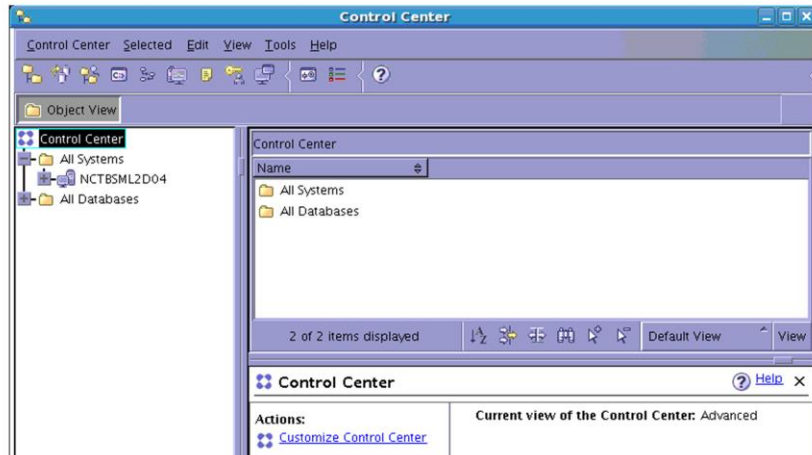 Control Center
Control Center Selected Edit View Tools Help
Object View
Control Center
All Systems
NCTBSML2D04
All Databases
Control Center
Name
All Systems
All Databases
2 of 2 items displayed
Default View
View
Control Center
Help
Actions:
Customize Control Center
Current view of the Control Center: Advanced